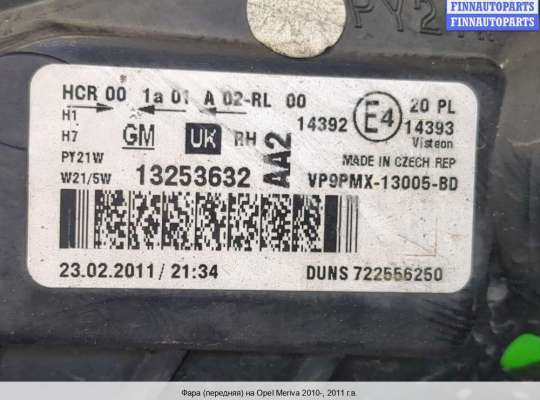 FINNAUTOPARTS
FINNAUTOPARTS
FINNAUTOPARTS
HCR 00 1a 01 A 02-RL 00
H1
H7
PY21W
W21/5W
GM
UK
RH
AA2
14392
E4
20 PL
14393
Visteon
MADE IN CZECH REP
13253632
VP9PMX-13005-BD
23.02.2011 / 21:34
DUNS 722556250
Фара (передняя) на Opel Meriva 2010-, 2011 г.в.